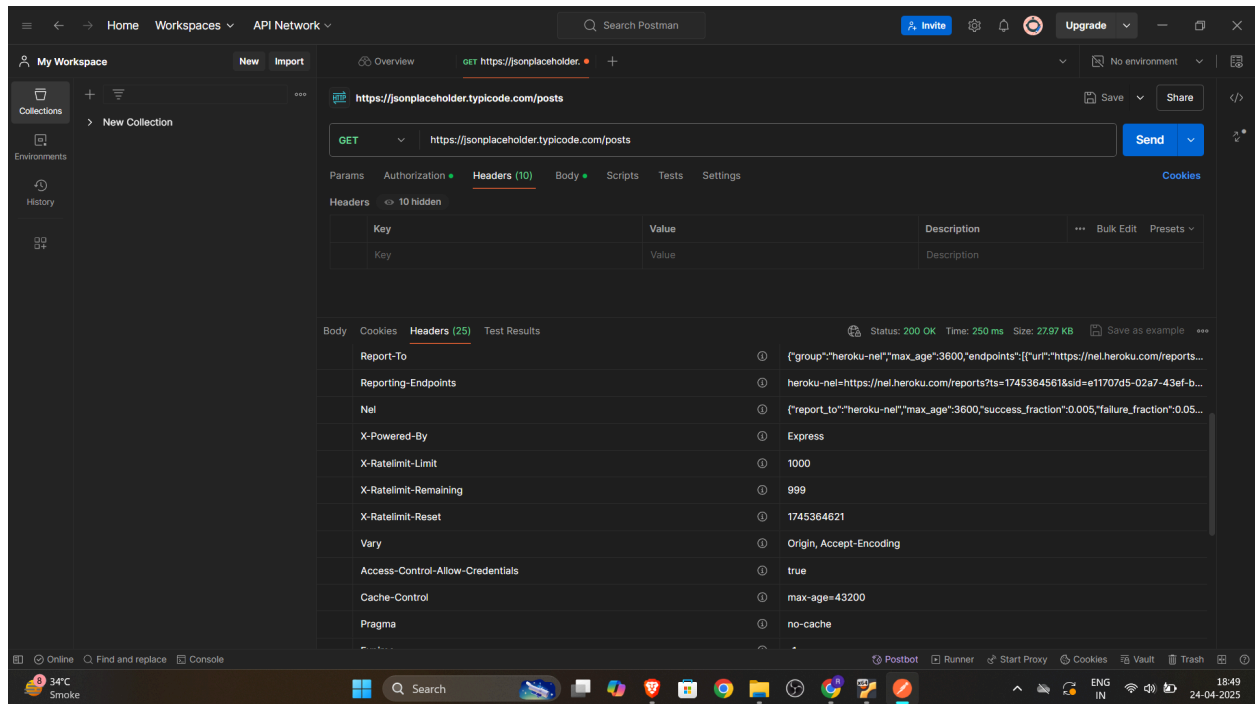 Home Workspaces API Network Search Postman Invite Upgrade
My Workspace New Import Overview GET https://jsonplaceholder. No environment
Collections
Environments
History
New Collection
HTTP https://jsonplaceholder.typicode.com/posts Save Share
GET https://jsonplaceholder.typicode.com/posts Send
Params Authorization Headers (10) Body Scripts Tests Settings Cookies
Headers 10 hidden
Key Value Description Bulk Edit Presets
Key Value Description
Body Cookies Headers (25) Test Results Status: 200 OK Time: 250 ms Size: 27.97 KB Save as example
Report-To {"group":"heroku-nel","max_age":3600,"endpoints":[{"url":"https://nel.heroku.com/reports...
Reporting-Endpoints heroku-nel=https://nel.heroku.com/reports?ts=1745364561&sid=e11707d5-02a7-43ef-b...
Nel {"report_to":"heroku-nel","max_age":3600,"success_fraction":0.005,"failure_fraction":0.05...
X-Powered-By Express
X-Ratelimit-Limit 1000
X-Ratelimit-Remaining 999
X-Ratelimit-Reset 1745364621
Vary Origin, Accept-Encoding
Access-Control-Allow-Credentials true
Cache-Control max-age=43200
Pragma no-cache
Online Find and replace Console Postbot Runner Start Proxy Cookies Vault Trash
8 34°C Search ENG 18:49
Smoke IN 24-04-2025